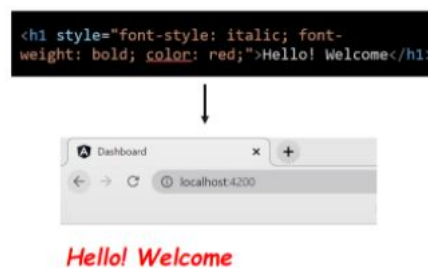 <h1 style="font-style: italic; font-
weight: bold; color: red;">Hello! Welcome</h1>
Dashboard
localhost:4200
Hello! Welcome